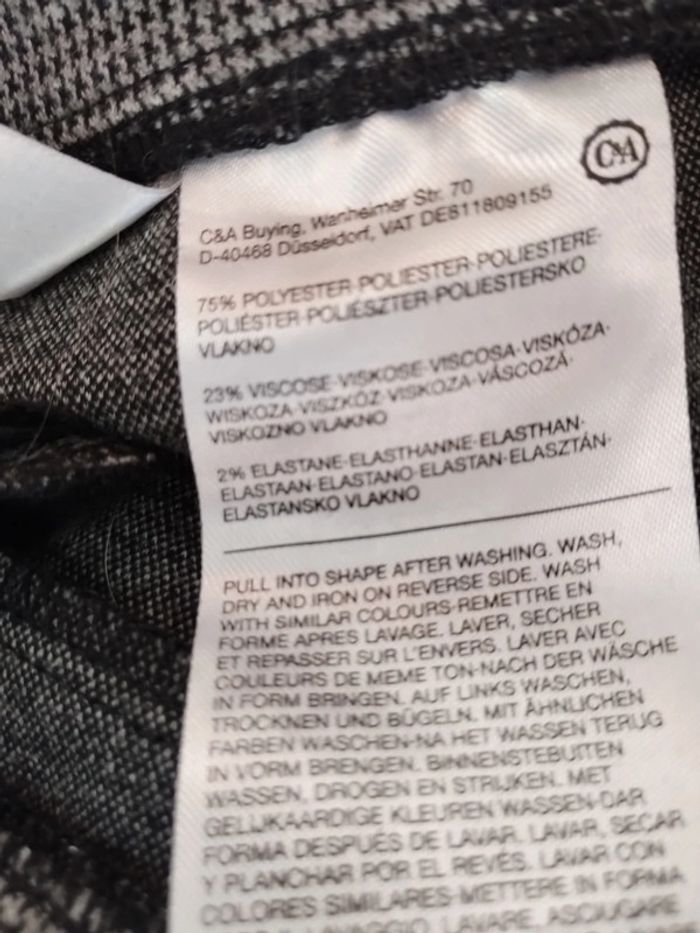 C&A
C&A Buying, Wanheimer Str. 70
D-40468 Düsseldorf, VAT DE811809155
75% POLYESTER·POLIESTER·POLIESTERE·
POLIÉSTER·POLIÉSZTER·POLIESTERSKO
VLAKNO
23% VISCOSE·VISKOSE·VISCOSA·VISKÓZA·
WISKOZA·VISZKÓZ·VISKOZA·VÂSCOZÁ·
VISKOZNO VLAKNO
2% ELASTANE·ELASTHANNE·ELASTHAN·
ELASTAAN·ELASTANO·ELASTAN·ELASZTÁN·
ELASTANSKO VLAKNO
PULL INTO SHAPE AFTER WASHING. WASH,
DRY AND IRON ON REVERSE SIDE. WASH
WITH SIMILAR COLOURS·REMETTRE EN
FORME APRES LAVAGE. LAVER, SECHER
ET REPASSER SUR L'ENVERS. LAVER AVEC
COULEURS DE MEME TON·NACH DER WÄSCHE
IN FORM BRINGEN. AUF LINKS WASCHEN,
TROCKNEN UND BÜGELN. MIT ÄHNLICHEN
FARBEN WASCHEN·NA HET WASSEN TERUG
IN VORM BRENGEN. BINNENSTEBUITEN
WASSEN, DROGEN EN STRIJKEN. MET
GELIJKAARDIGE KLEUREN WASSEN·DAR
FORMA DESPUÉS DE LAVAR. LAVAR, SECAR
Y PLANCHAR POR EL REVÉS. LAVAR CON
COLORES SIMILARES·METTERE IN FORMA
IL LAVAGGIO. LAVARE, ASCIUGARE